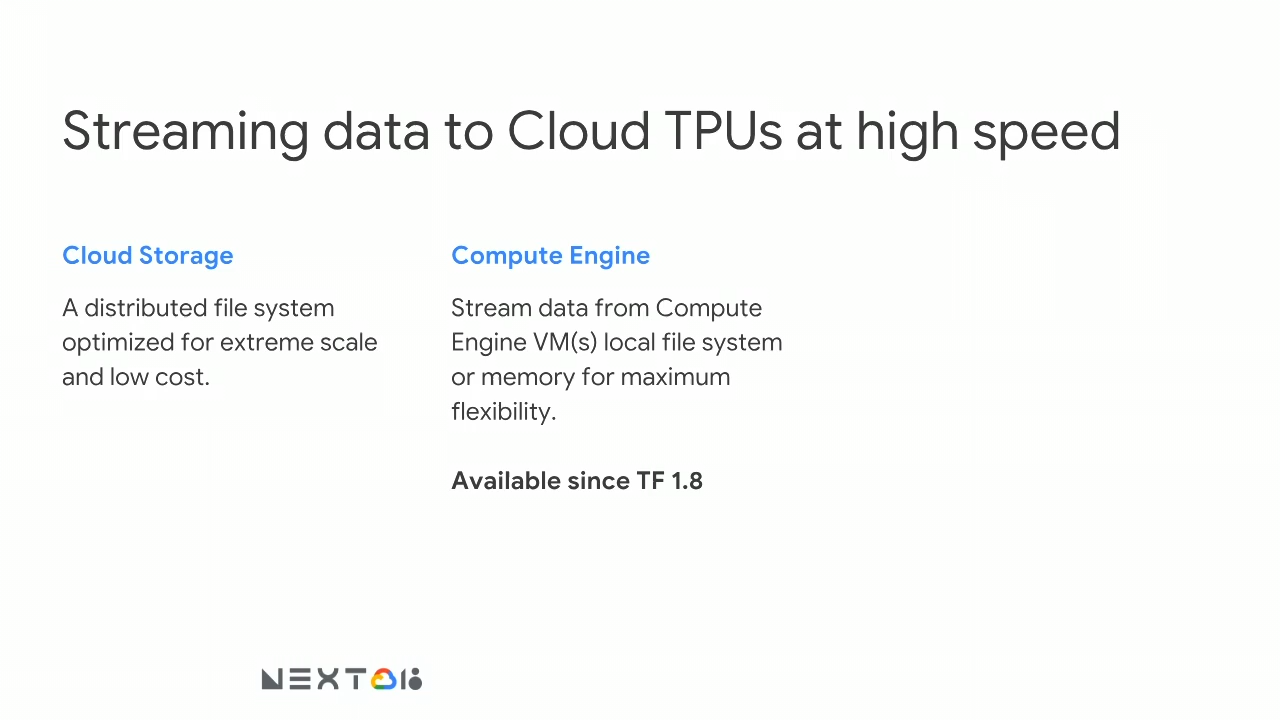 Streaming data to Cloud TPUs at high speed
Cloud Storage
A distributed file system
optimized for extreme scale
and low cost.
Compute Engine
Stream data from Compute
Engine VM(s) local file system
or memory for maximum
flexibility.
Available since TF 1.8
NEXT 18